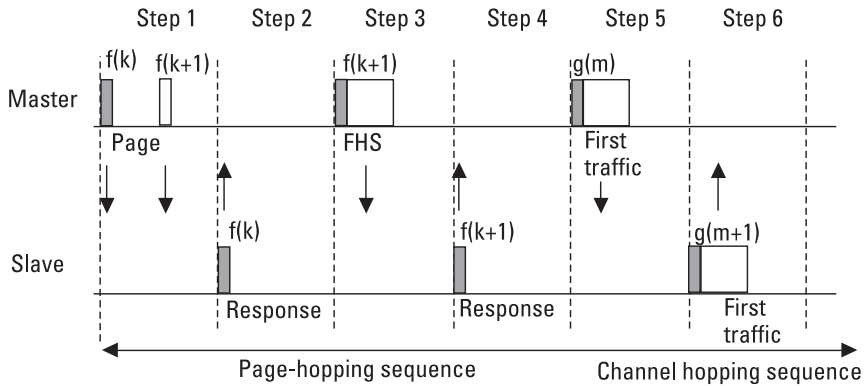 Step 1 Step 2 Step 3 Step 4 Step 5 Step 6
f(k) f(k+1) f(k+1) g(m)
Master
Page FHS First
traffic
f(k) f(k+1) g(m+1)
Slave
Response Response First
traffic
Page-hopping sequence Channel hopping sequence